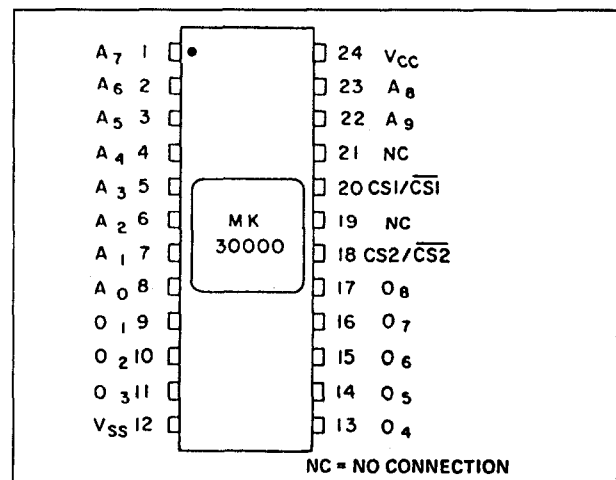 A7 1 24 VCC
A6 2 23 A8
A5 3 22 A9
A4 4 21 NC
A3 5 20 CS1/C̅S̅1̅
A2 6 19 NC
A1 7 18 CS2/C̅S̅2̅
A0 8 17 O8
O1 9 16 O7
O2 10 15 O6
O3 11 14 O5
VSS 12 13 O4
MK
30000
NC = NO CONNECTION